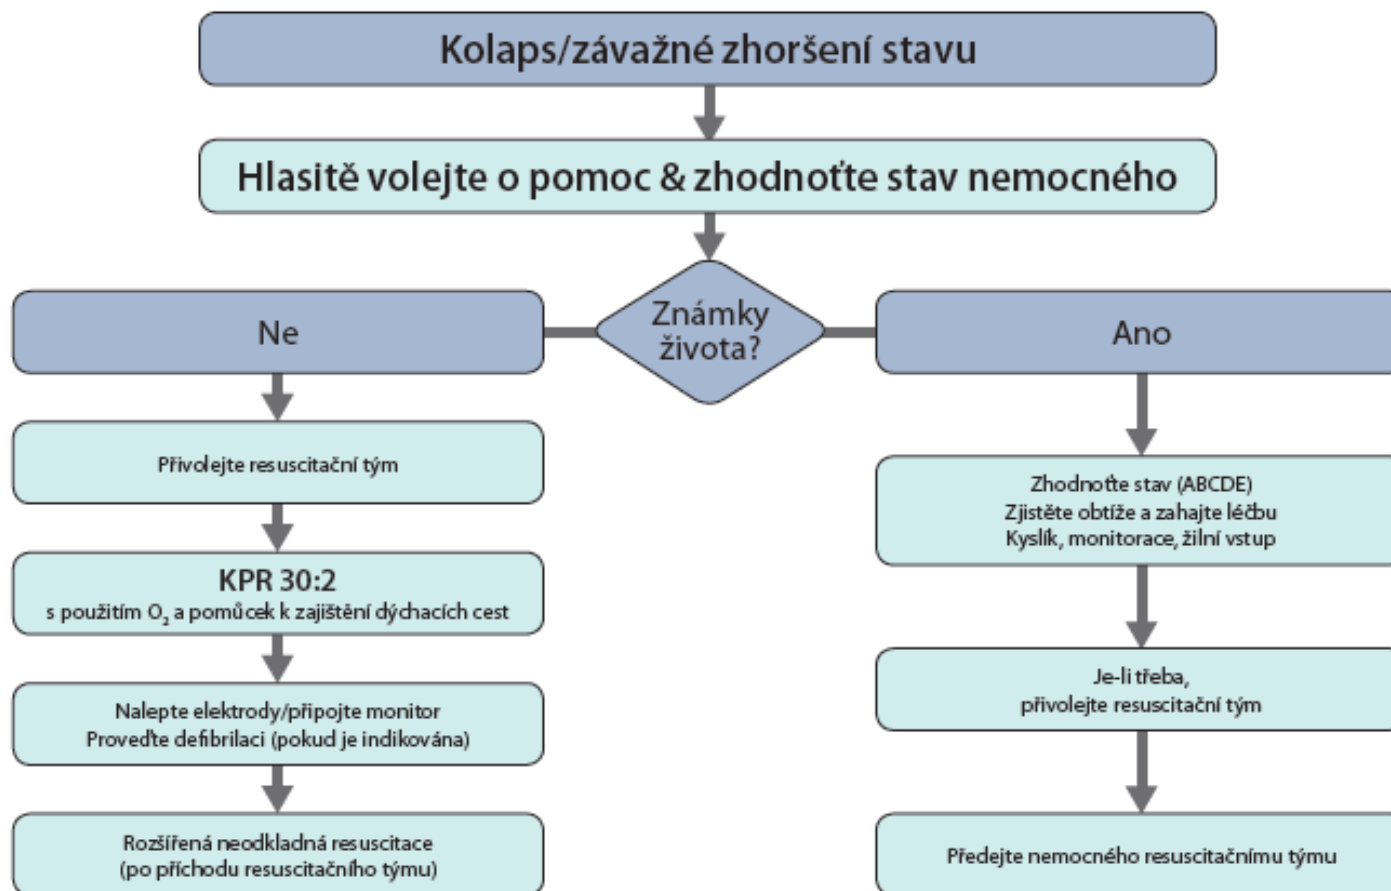 Kolaps/závažné zhoršení stavu
Hlasitě volejte o pomoc & zhodnoťte stav nemocného
Známky
života?
Ne
Přivolejte resuscitační tým
KPR 30:2
s použitím O₂ a pomůcek k zajištění dýchacích cest
Nalepte elektrody/připojte monitor
Proveďte defibrilaci (pokud je indikována)
Rozšířená neodkladná resuscitace
(po příchodu resuscitačního týmu)
Ano
Zhodnoťte stav (ABCDE)
Zjistěte obtíže a zahajte léčbu
Kyslík, monitorace, žilní vstup
Je-li třeba,
přivolejte resuscitační tým
Předejte nemocného resuscitačnímu týmu